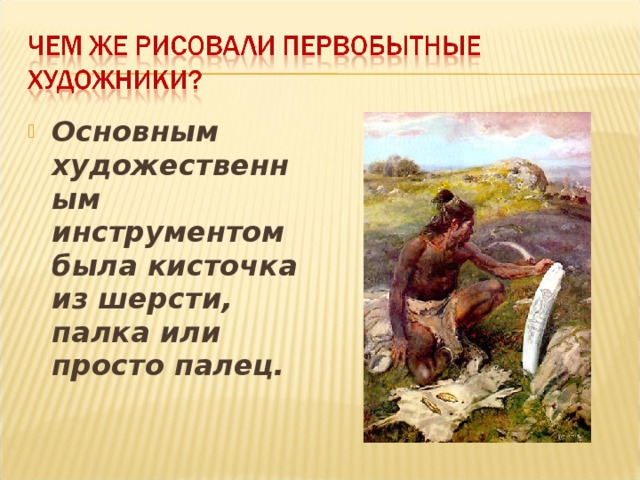 ЧЕМ ЖЕ РИСОВАЛИ ПЕРВОБЫТНЫЕ
ХУДОЖНИКИ?
Основным
художественн
ым
инструментом
была кисточка
из шерсти,
палка или
просто палец.